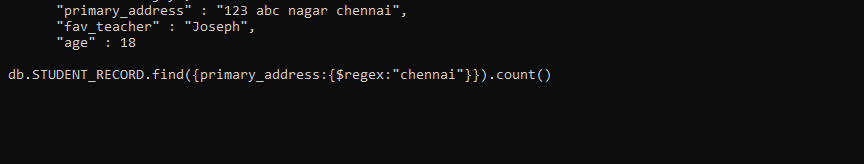 "primary_address" : "123 abc nagar chennai",
"fav_teacher" : "Joseph",
"age" : 18
db.STUDENT_RECORD.find({primary_address:{$regex:"chennai"}}).count()